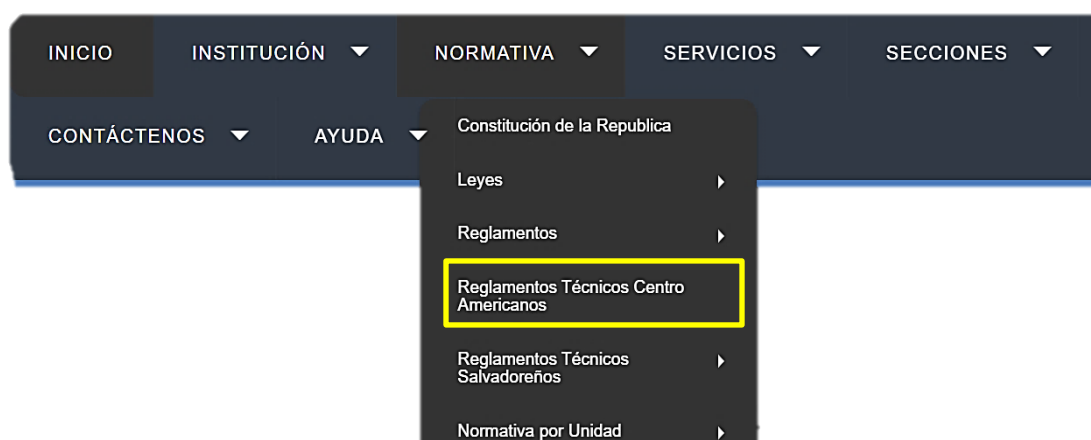 INICIO INSTITUCIÓN NORMATIVA SERVICIOS SECCIONES
CONTÁCTENOS AYUDA
Constitución de la Republica
Leyes
Reglamentos
Reglamentos Técnicos Centro
Americanos
Reglamentos Técnicos
Salvadoreños
Normativa por Unidad